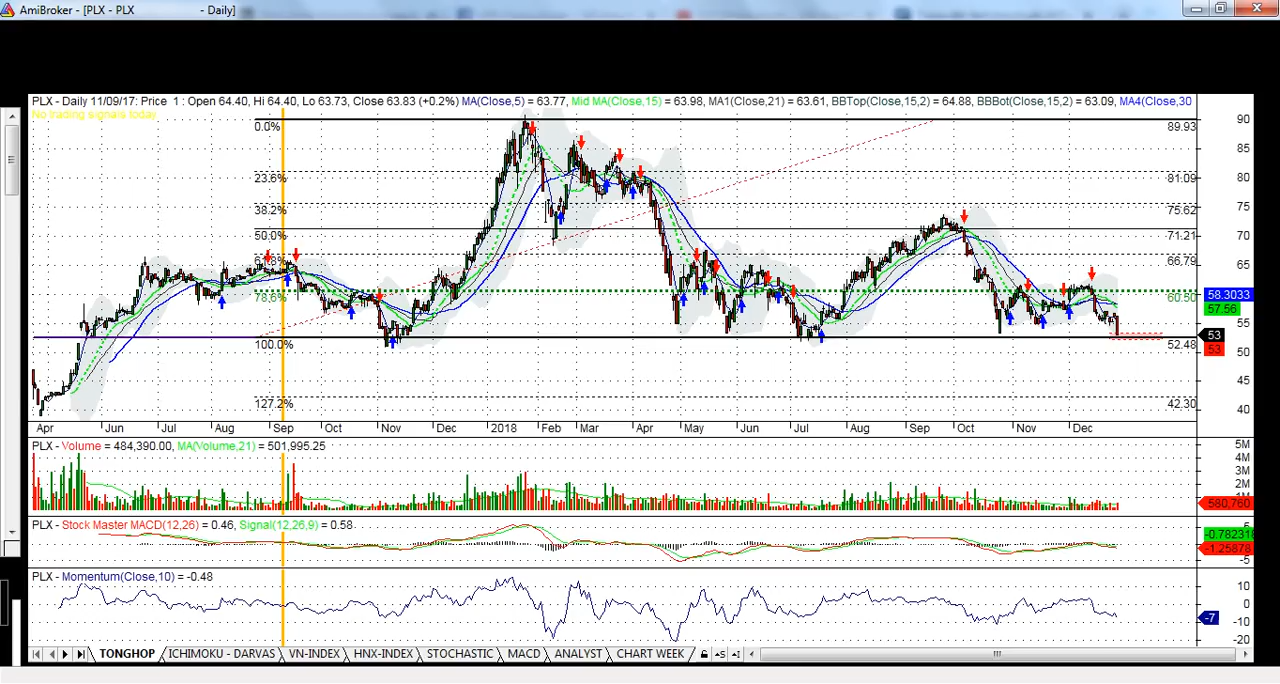 AmiBroker - [PLX - PLX - Daily]
PLX - Daily 11/09/17: Price 1 : Open 64.40, Hi 64.40, Lo 63.73, Close 63.83 (+0.2%) MA(Close,5) = 63.77, Mid MA(Close,15) = 63.98, MA1(Close,21) = 63.61, BBTop(Close,15,2) = 64.88, BBBot(Close,15,2) = 63.09, MA4(Close,30
No trading signals today
0.0% 89.93 90
85
23.6% 81.09 80
38.2% 75.62 75
50.0% 71.21 70
61.8% 66.79 65
78.6% 60.50
58.3033
57.56
55
53
53
100.0% 52.48 50
45
127.2% 42.30 40
Apr Jun Jul Aug Sep Oct Nov Dec 2018 Feb Mar Apr May Jun Jul Aug Sep Oct Nov Dec
PLX - Volume = 484,390.00, MA(Volume,21) = 501,995.25
5M
4M
3M
2M
1M
580,760
PLX - Stock Master MACD(12,26) = 0.46, Signal(12,26,9) = 0.58
5
-0.782318
-1.25878
-5
PLX - Momentum(Close,10) = -0.48
10
0
-7
-10
-20
TONGHOP ICHIMOKU - DARVAS VN-INDEX HNX-INDEX STOCHASTIC MACD ANALYST CHART WEEK S I